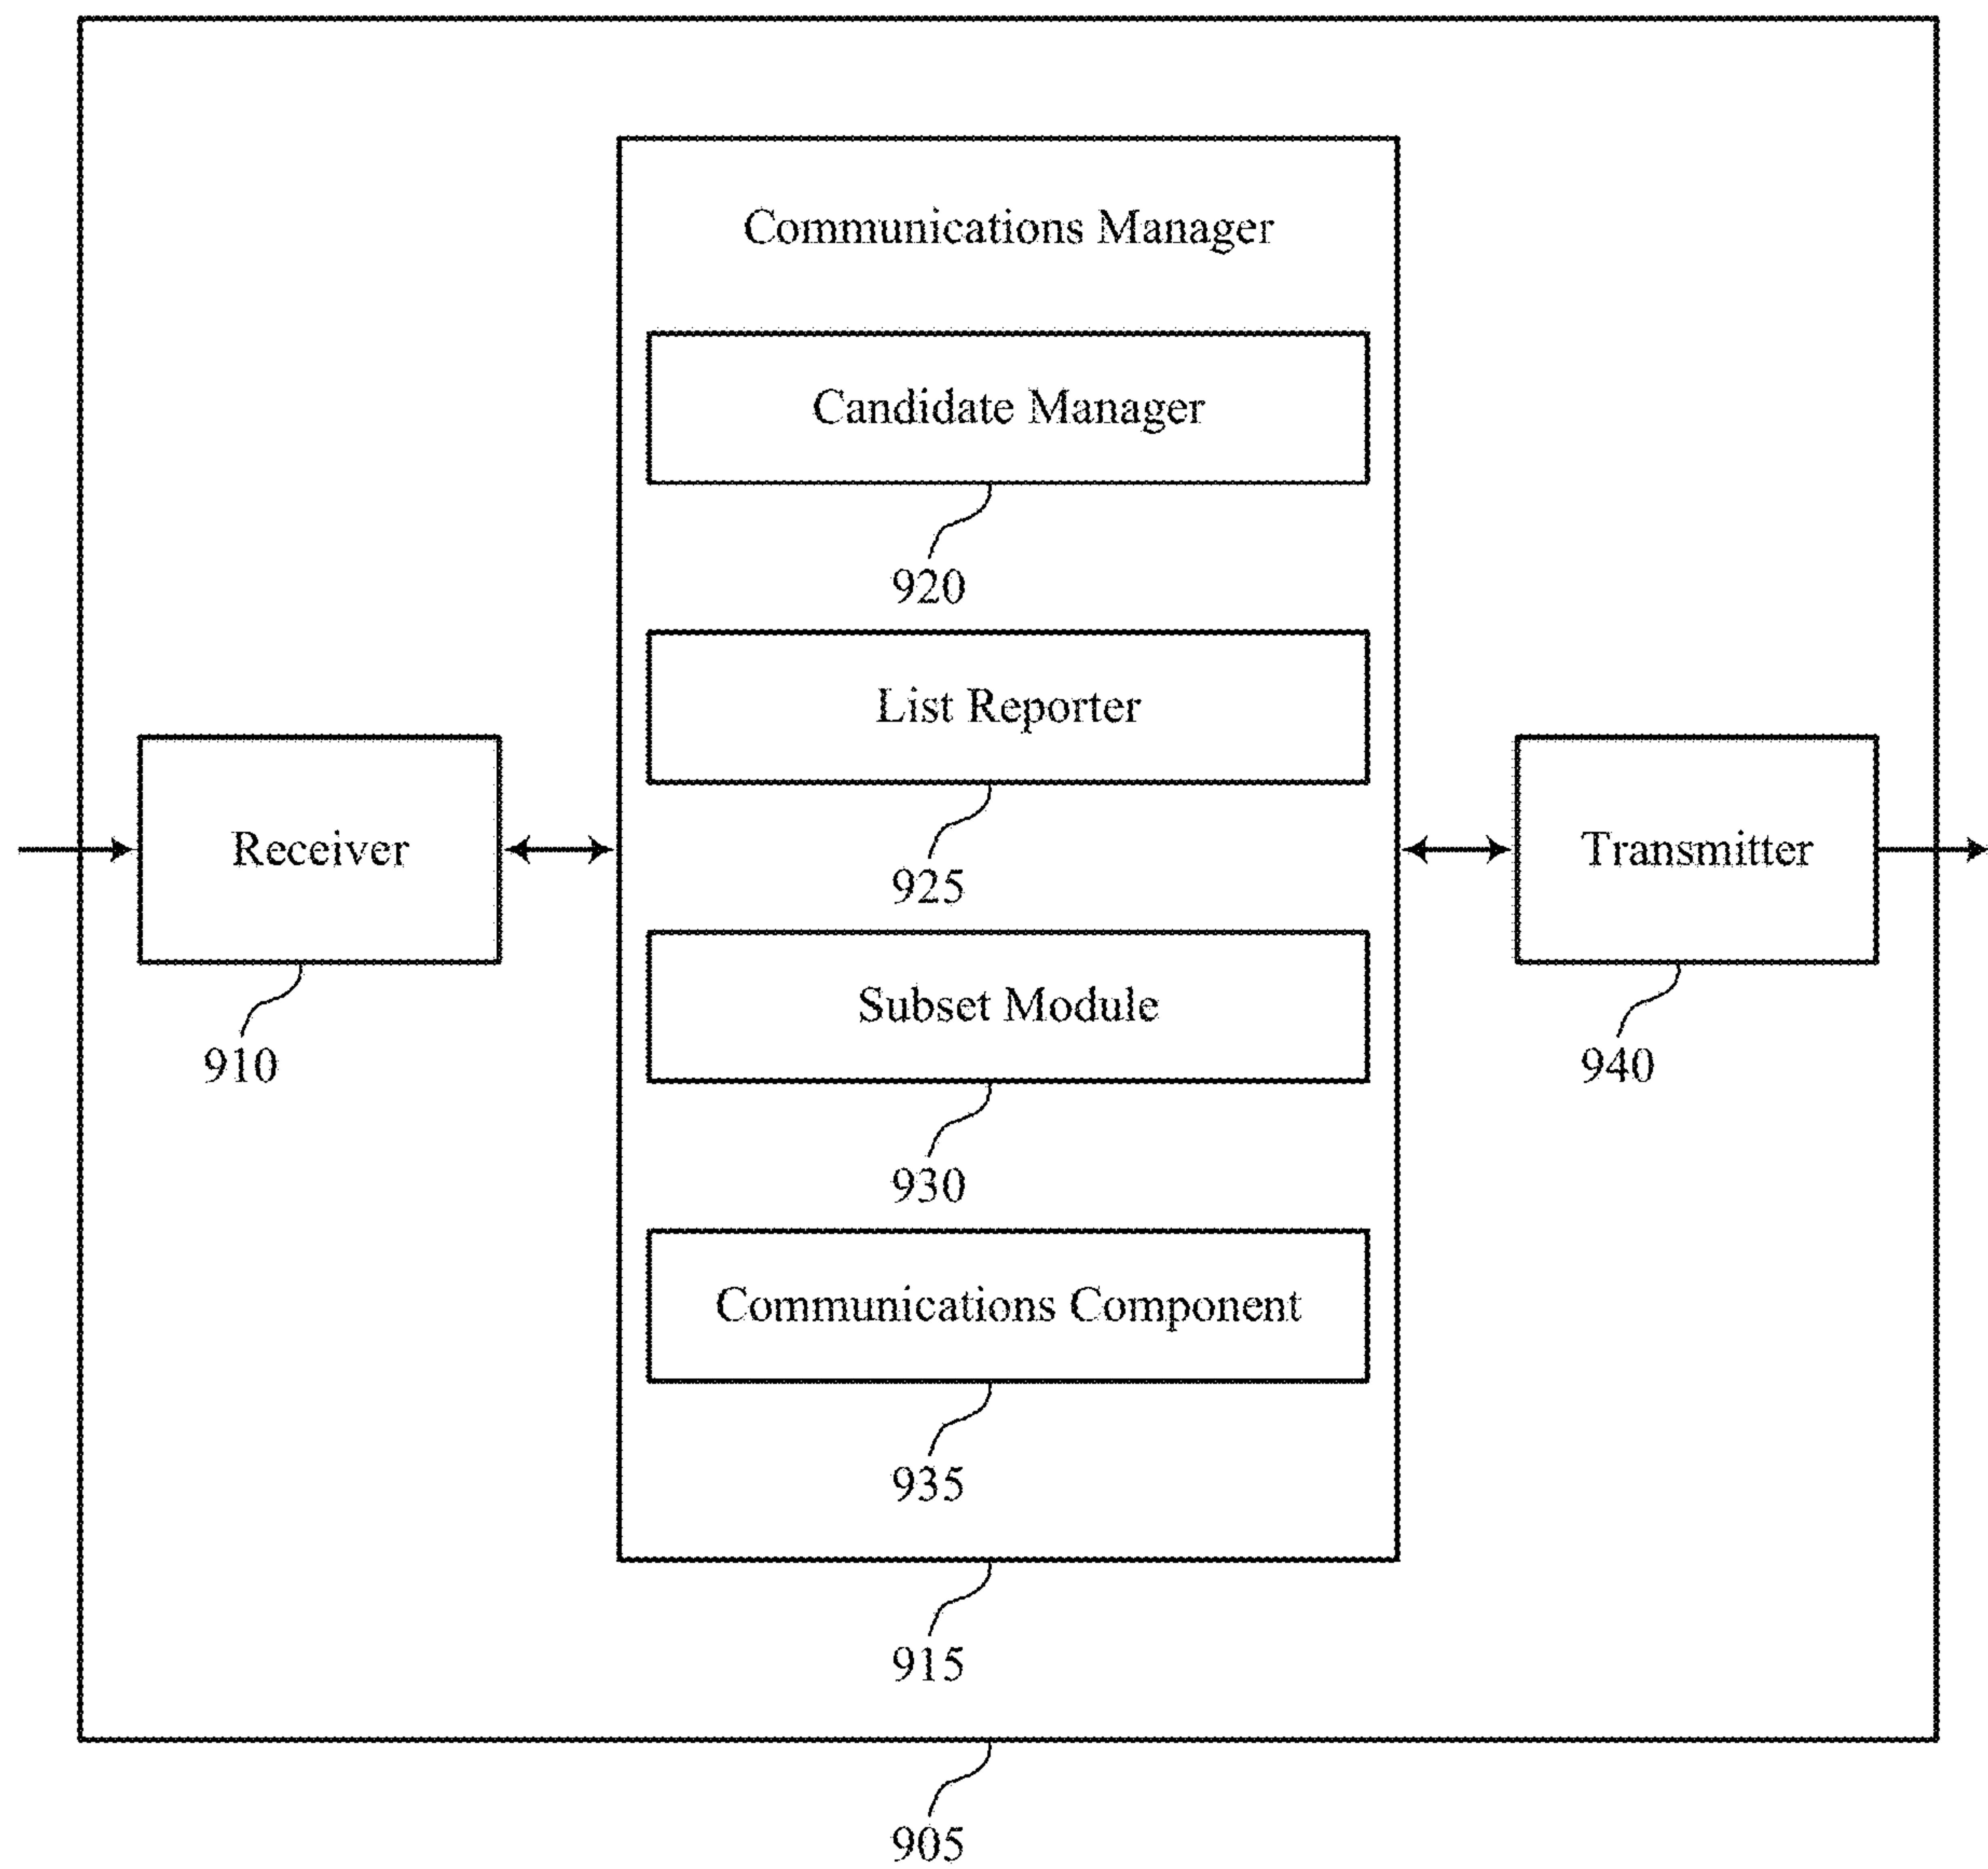 Communications Manager
Candidate Manager
920
List Reporter
925
Receiver
910
Transmitter
940
Subset Module
930
Communications Component
935
915
905